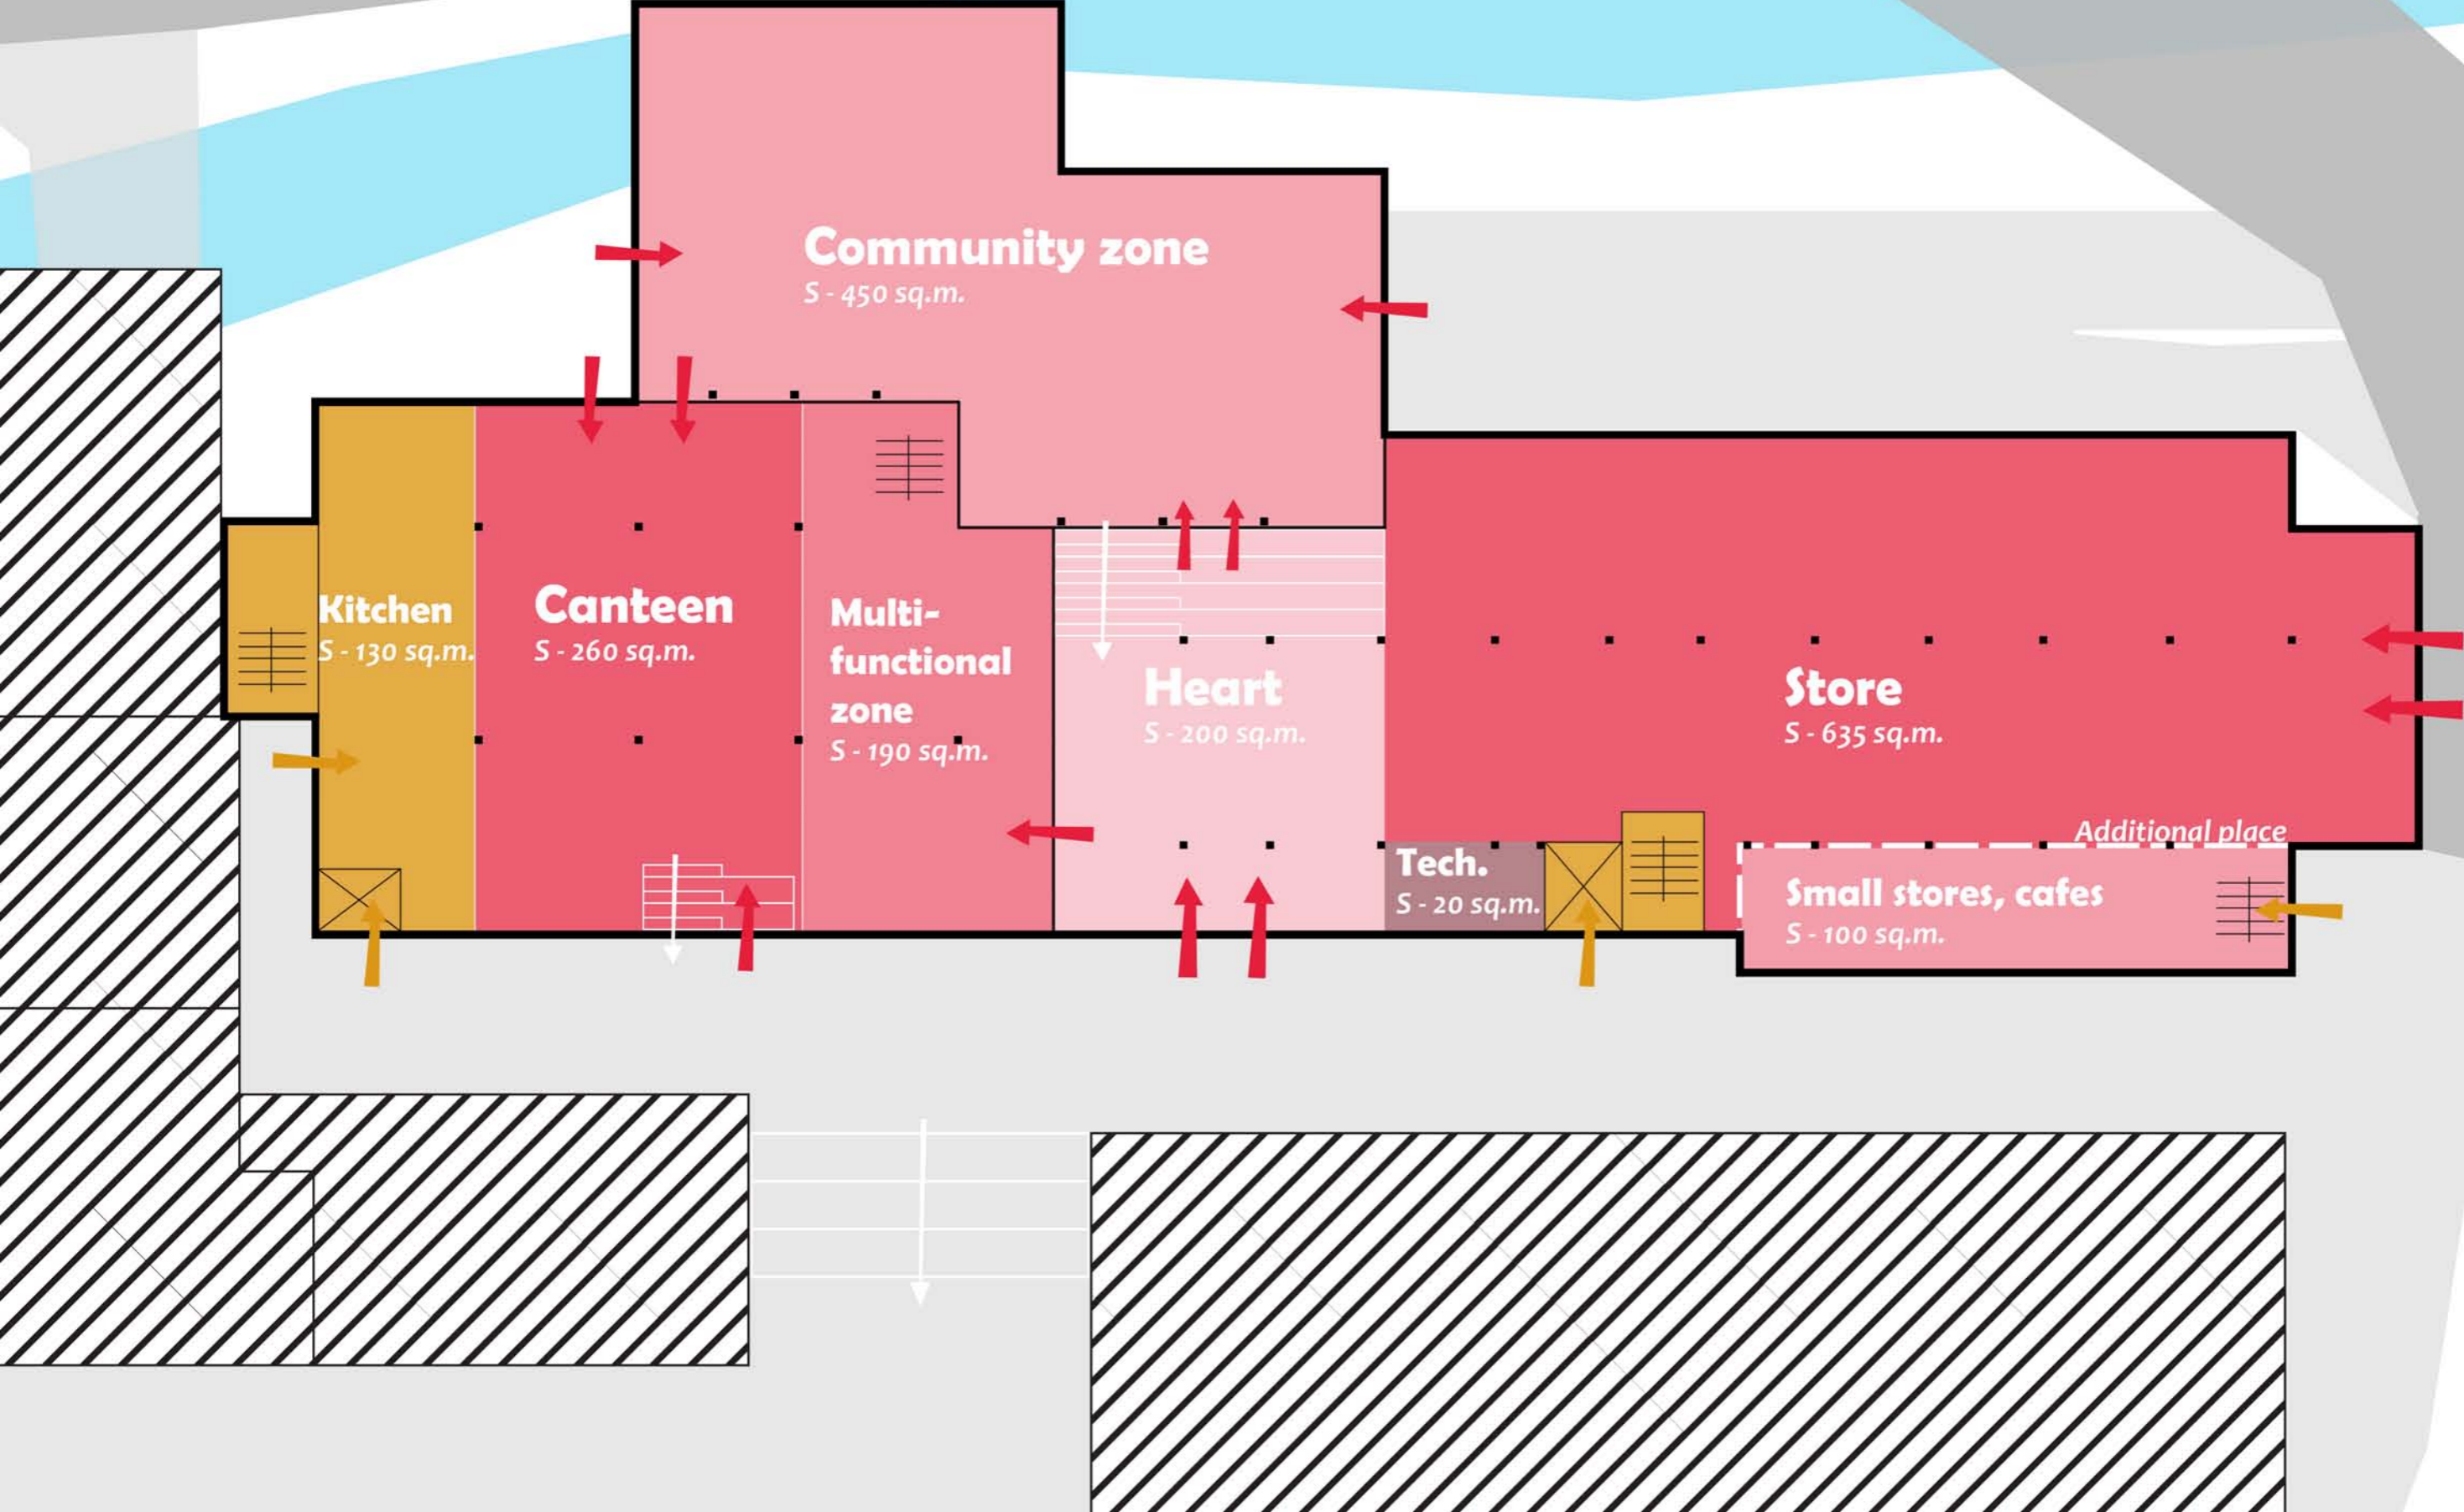 Community zone
S - 450 sq.m.
Kitchen
S - 130 sq.m.
Canteen
S - 260 sq.m.
Multi-
functional
zone
S - 190 sq.m.
Heart
S - 200 sq.m.
Store
S - 635 sq.m.
Additional place
Tech.
S - 20 sq.m.
Small stores, cafes
S - 100 sq.m.